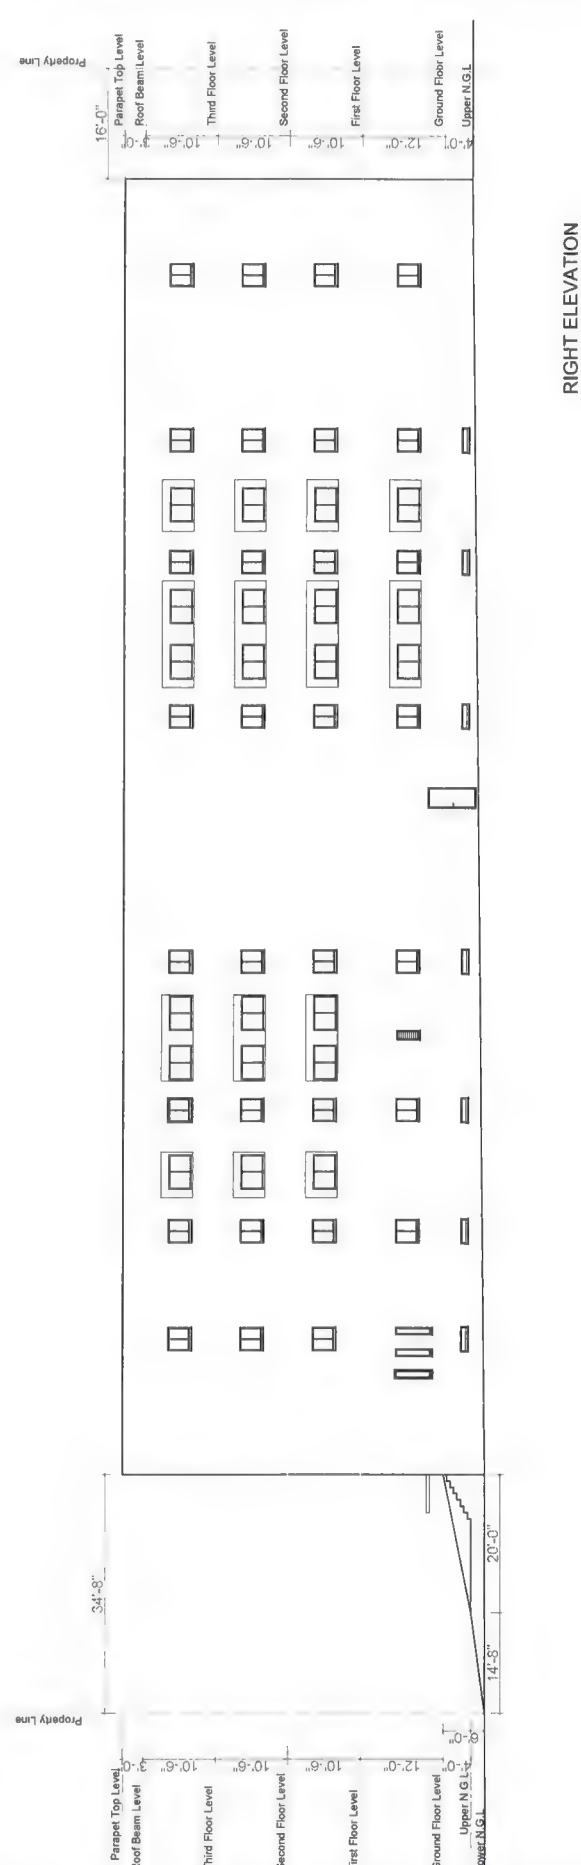 Property Line
16'-0"
Parapet Top Level
Roof Beam Level
Third Floor Level
Second Floor Level
First Floor Level
Ground Floor Level
Upper N.G.L
3'-0"
10'-6"
10'-6"
10'-6"
12'-0"
4'-0"
RIGHT ELEVATION
34'-8"
20'-0"
14'-8"
Property Line
6'-0"
3'-0"
10'-6"
10'-6"
10'-6"
12'-0"
4'-0"
Parapet Top Level
Roof Beam Level
Third Floor Level
Second Floor Level
First Floor Level
Ground Floor Level
Upper N.G.L
Lower N.G.L